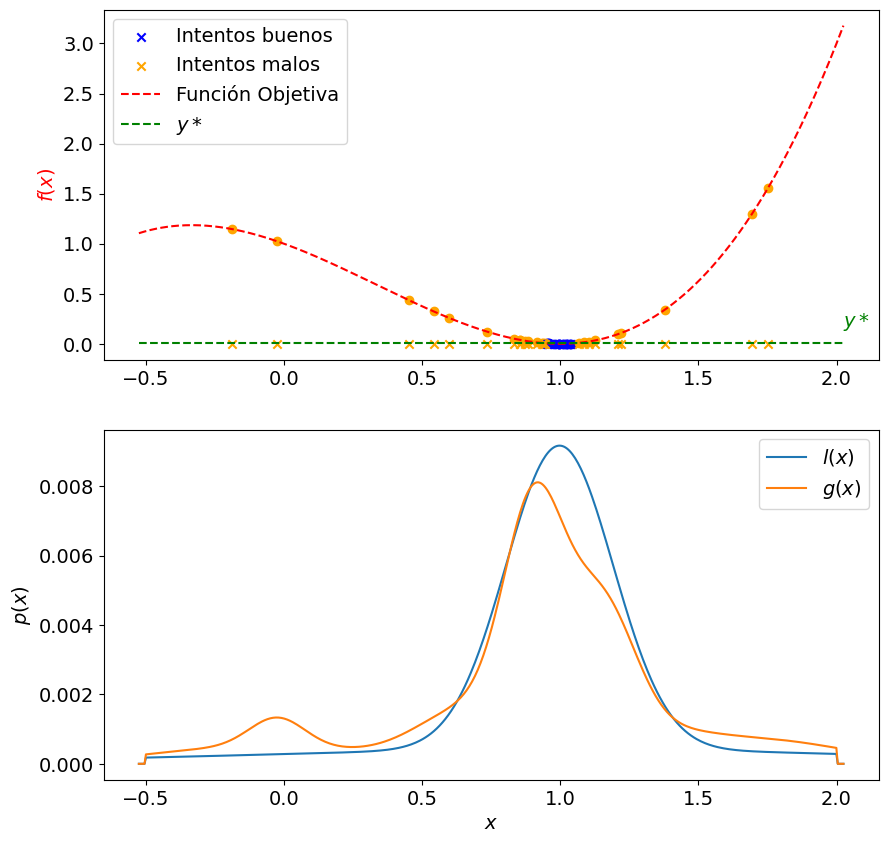 Intentos buenos
Intentos malos
Función Objetiva
y*
f(x)
3.0
2.5
2.0
1.5
1.0
0.5
0.0
y*
−0.5 0.0 0.5 1.0 1.5 2.0
l(x)
g(x)
p(x)
0.008
0.006
0.004
0.002
0.000
−0.5 0.0 0.5 1.0 1.5 2.0
x